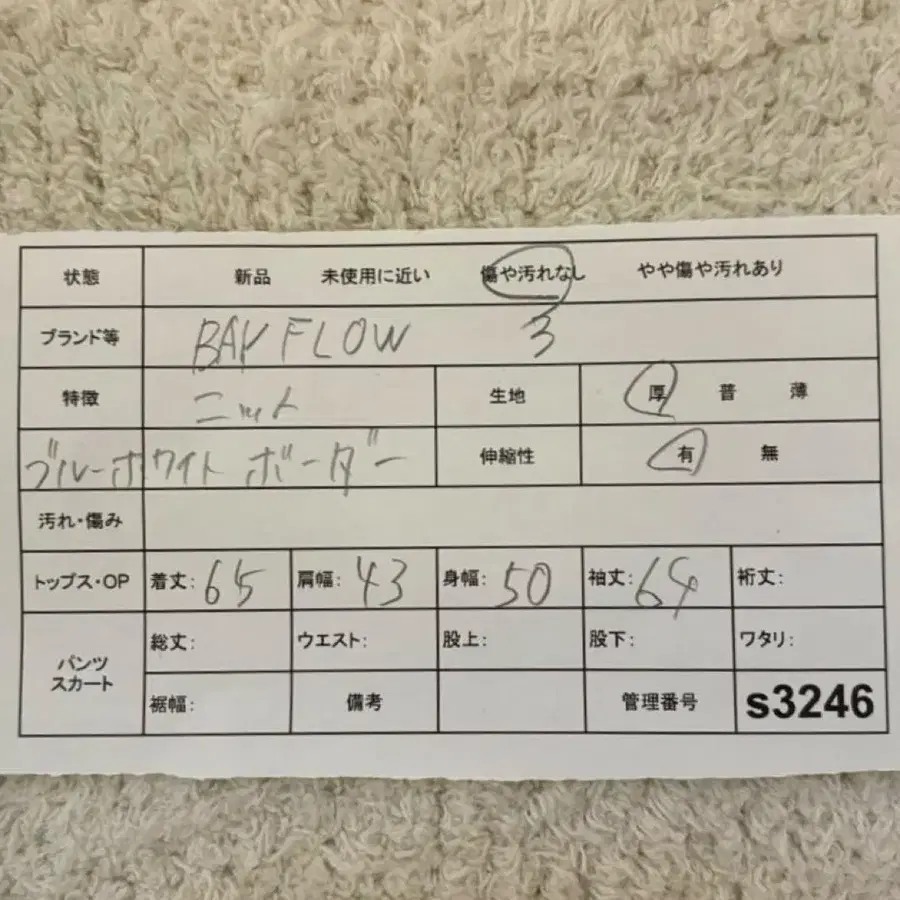 状態 新品 未使用に近い 傷や汚れなし やや傷や汚れあり
ブランド等 BAY FLOW 3
特徴 ニット 生地 厚 普 薄
ブルーホワイト ボーダー 伸縮性 有 無
汚れ・傷み
トップス・OP 着丈: 65 肩幅: 43 身幅: 50 袖丈: 64 裄丈:
パンツ スカート 総丈: ウエスト: 股上: 股下: ワタリ:
裾幅: 備考 管理番号 s3246